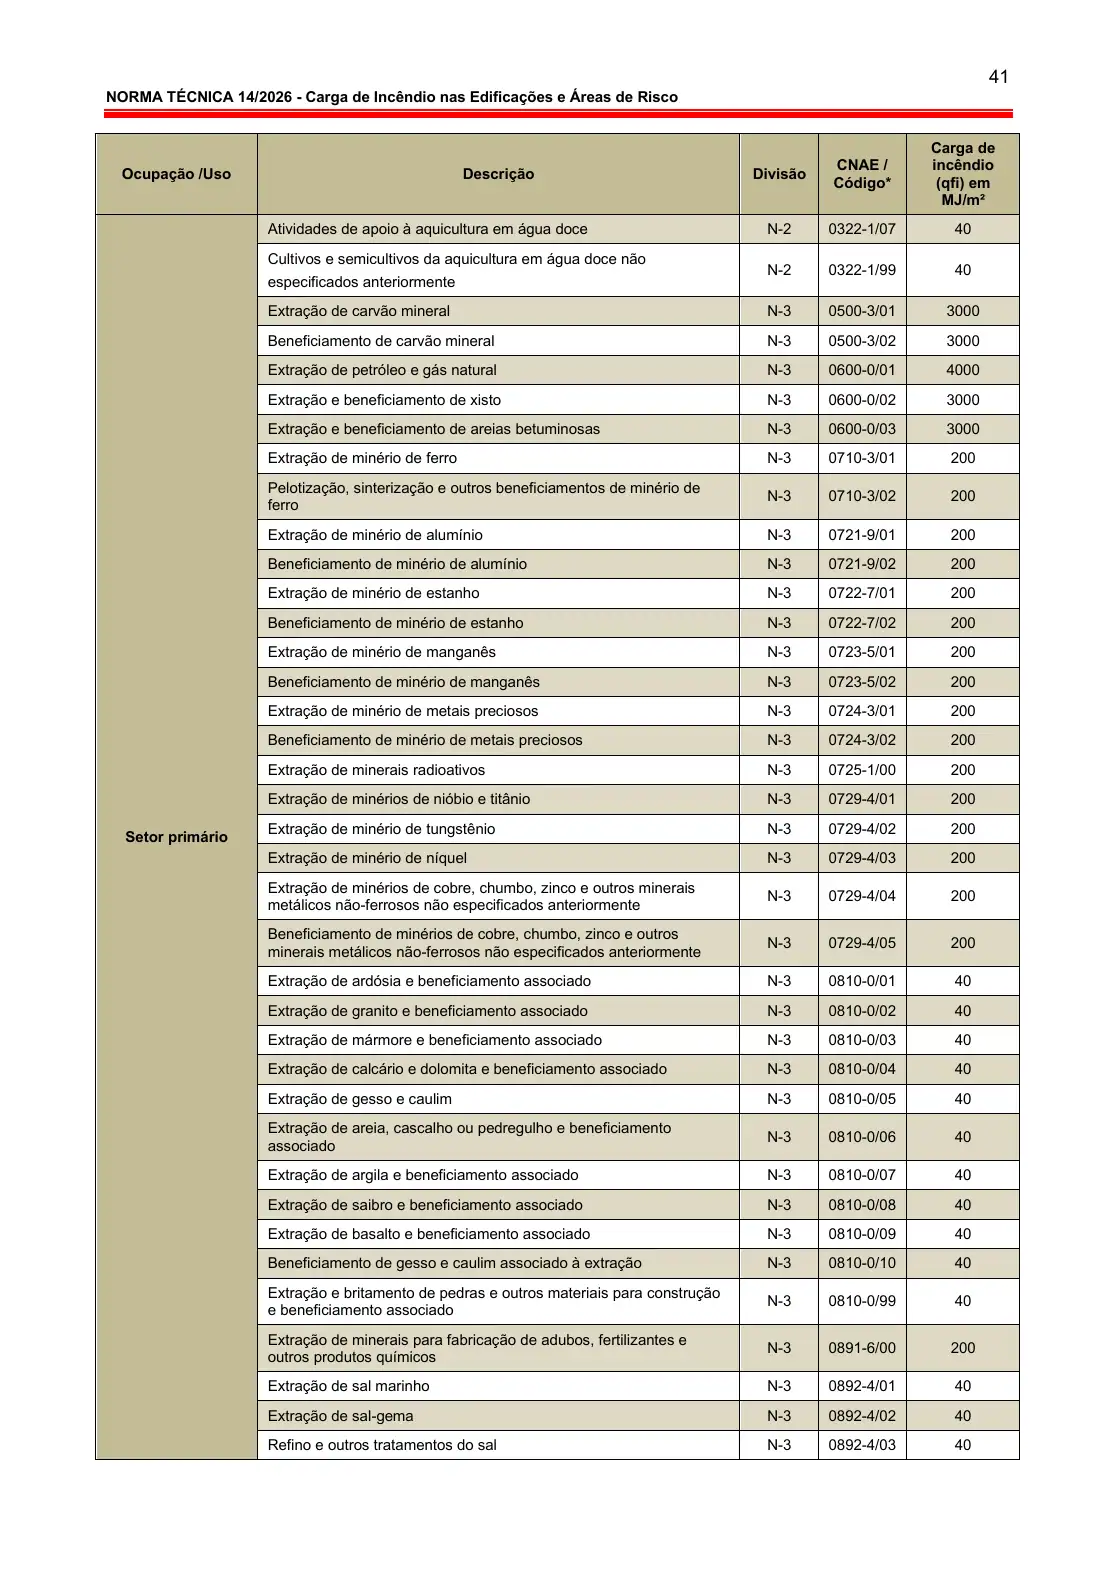 41
NORMA TÉCNICA 14/2026 - Carga de Incêndio nas Edificações e Áreas de Risco
Ocupação /Uso Descrição Divisão CNAE / Código* Carga de incêndio (qfi) em MJ/m²
Setor primário
Atividades de apoio à aquicultura em água doce N-2 0322-1/07 40
Cultivos e semicultivos da aquicultura em água doce não
especificados anteriormente N-2 0322-1/99 40
Extração de carvão mineral N-3 0500-3/01 3000
Beneficiamento de carvão mineral N-3 0500-3/02 3000
Extração de petróleo e gás natural N-3 0600-0/01 4000
Extração e beneficiamento de xisto N-3 0600-0/02 3000
Extração e beneficiamento de areias betuminosas N-3 0600-0/03 3000
Extração de minério de ferro N-3 0710-3/01 200
Pelotização, sinterização e outros beneficiamentos de minério de
ferro N-3 0710-3/02 200
Extração de minério de alumínio N-3 0721-9/01 200
Beneficiamento de minério de alumínio N-3 0721-9/02 200
Extração de minério de estanho N-3 0722-7/01 200
Beneficiamento de minério de estanho N-3 0722-7/02 200
Extração de minério de manganês N-3 0723-5/01 200
Beneficiamento de minério de manganês N-3 0723-5/02 200
Extração de minério de metais preciosos N-3 0724-3/01 200
Beneficiamento de minério de metais preciosos N-3 0724-3/02 200
Extração de minerais radioativos N-3 0725-1/00 200
Extração de minérios de nióbio e titânio N-3 0729-4/01 200
Extração de minério de tungstênio N-3 0729-4/02 200
Extração de minério de níquel N-3 0729-4/03 200
Extração de minérios de cobre, chumbo, zinco e outros minerais
metálicos não-ferrosos não especificados anteriormente N-3 0729-4/04 200
Beneficiamento de minérios de cobre, chumbo, zinco e outros
minerais metálicos não-ferrosos não especificados anteriormente N-3 0729-4/05 200
Extração de ardósia e beneficiamento associado N-3 0810-0/01 40
Extração de granito e beneficiamento associado N-3 0810-0/02 40
Extração de mármore e beneficiamento associado N-3 0810-0/03 40
Extração de calcário e dolomita e beneficiamento associado N-3 0810-0/04 40
Extração de gesso e caulim N-3 0810-0/05 40
Extração de areia, cascalho ou pedregulho e beneficiamento
associado N-3 0810-0/06 40
Extração de argila e beneficiamento associado N-3 0810-0/07 40
Extração de saibro e beneficiamento associado N-3 0810-0/08 40
Extração de basalto e beneficiamento associado N-3 0810-0/09 40
Beneficiamento de gesso e caulim associado à extração N-3 0810-0/10 40
Extração e britamento de pedras e outros materiais para construção
e beneficiamento associado N-3 0810-0/99 40
Extração de minerais para fabricação de adubos, fertilizantes e
outros produtos químicos N-3 0891-6/00 200
Extração de sal marinho N-3 0892-4/01 40
Extração de sal-gema N-3 0892-4/02 40
Refino e outros tratamentos do sal N-3 0892-4/03 40